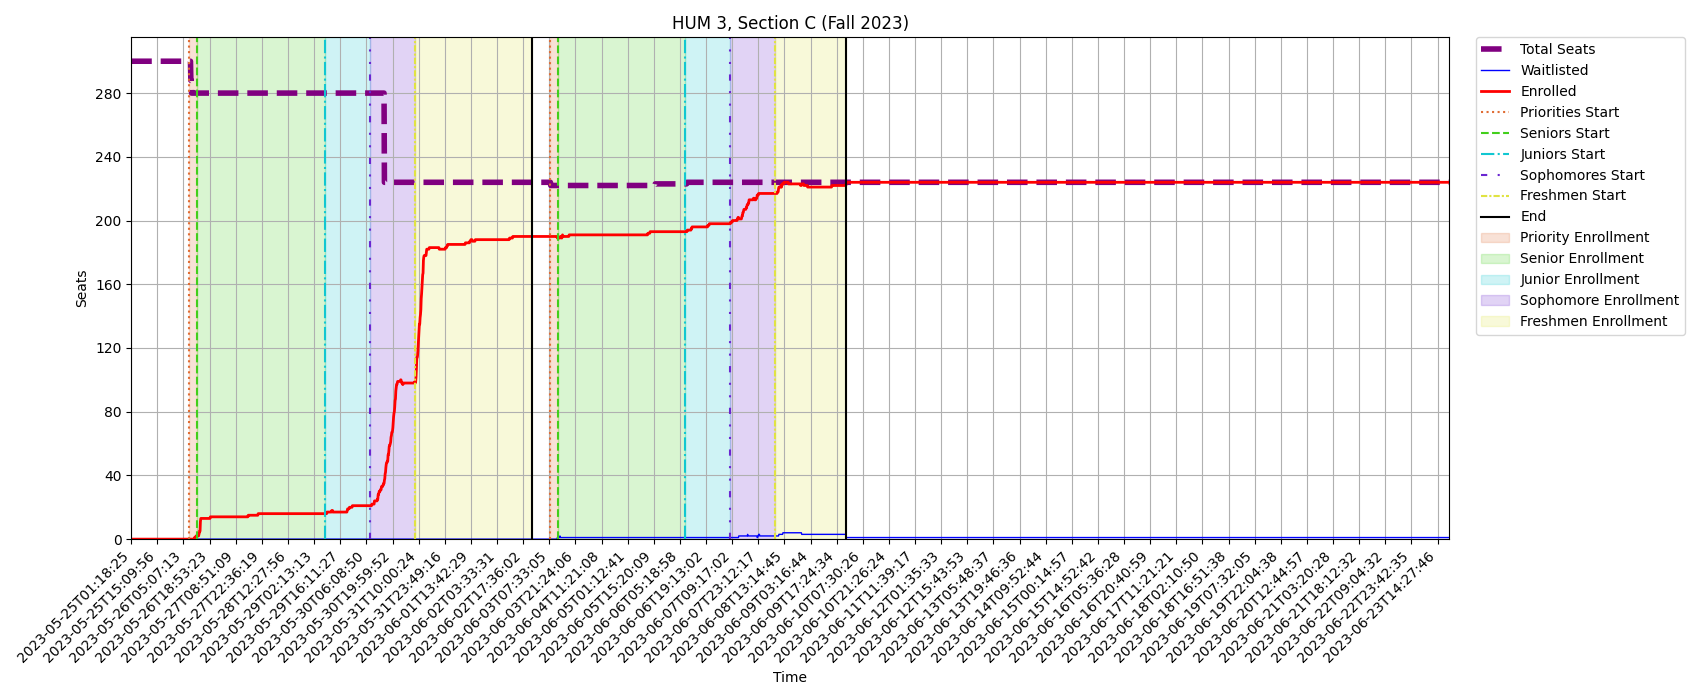 HUM 3, Section C (Fall 2023)
Seats
280
240
200
160
120
80
40
0
2023-05-25T01:18:25
2023-05-25T15:09:56
2023-05-26T05:07:13
2023-05-26T18:53:23
2023-05-27T08:51:09
2023-05-27T22:36:19
2023-05-28T12:27:56
2023-05-29T02:13:13
2023-05-29T16:11:27
2023-05-30T06:08:50
2023-05-30T19:59:52
2023-05-31T10:00:24
2023-05-31T23:49:16
2023-06-01T13:42:29
2023-06-02T03:33:31
2023-06-02T17:36:02
2023-06-03T07:33:05
2023-06-03T21:24:06
2023-06-04T11:21:08
2023-06-05T01:12:41
2023-06-05T15:20:09
2023-06-06T05:18:58
2023-06-06T19:13:02
2023-06-07T09:17:02
2023-06-07T23:12:17
2023-06-08T13:14:45
2023-06-09T03:16:44
2023-06-09T17:24:34
2023-06-10T07:30:26
2023-06-10T21:26:24
2023-06-11T11:39:17
2023-06-12T01:35:33
2023-06-12T15:43:53
2023-06-13T05:48:37
2023-06-13T19:46:36
2023-06-14T09:52:44
2023-06-15T00:14:57
2023-06-15T14:52:42
2023-06-16T05:36:28
2023-06-16T20:40:59
2023-06-17T11:21:21
2023-06-18T02:10:50
2023-06-18T16:51:38
2023-06-19T07:32:05
2023-06-19T22:04:38
2023-06-20T12:44:57
2023-06-21T03:20:28
2023-06-21T18:12:32
2023-06-22T09:04:32
2023-06-22T23:42:35
2023-06-23T14:27:46
Time
Total Seats
Waitlisted
Enrolled
Priorities Start
Seniors Start
Juniors Start
Sophomores Start
Freshmen Start
End
Priority Enrollment
Senior Enrollment
Junior Enrollment
Sophomore Enrollment
Freshmen Enrollment